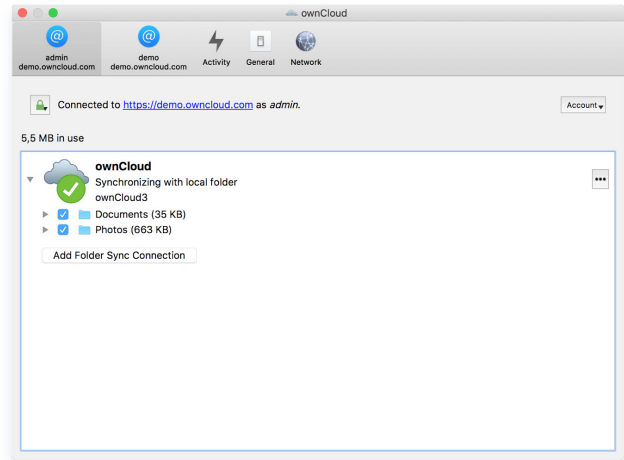 ownCloud
admin
demo.owncloud.com
demo
demo.owncloud.com
Activity
General
Network
Connected to https://demo.owncloud.com as admin.
Account
5,5 MB in use
ownCloud
Synchronizing with local folder
ownCloud3
Documents (35 KB)
Photos (663 KB)
Add Folder Sync Connection